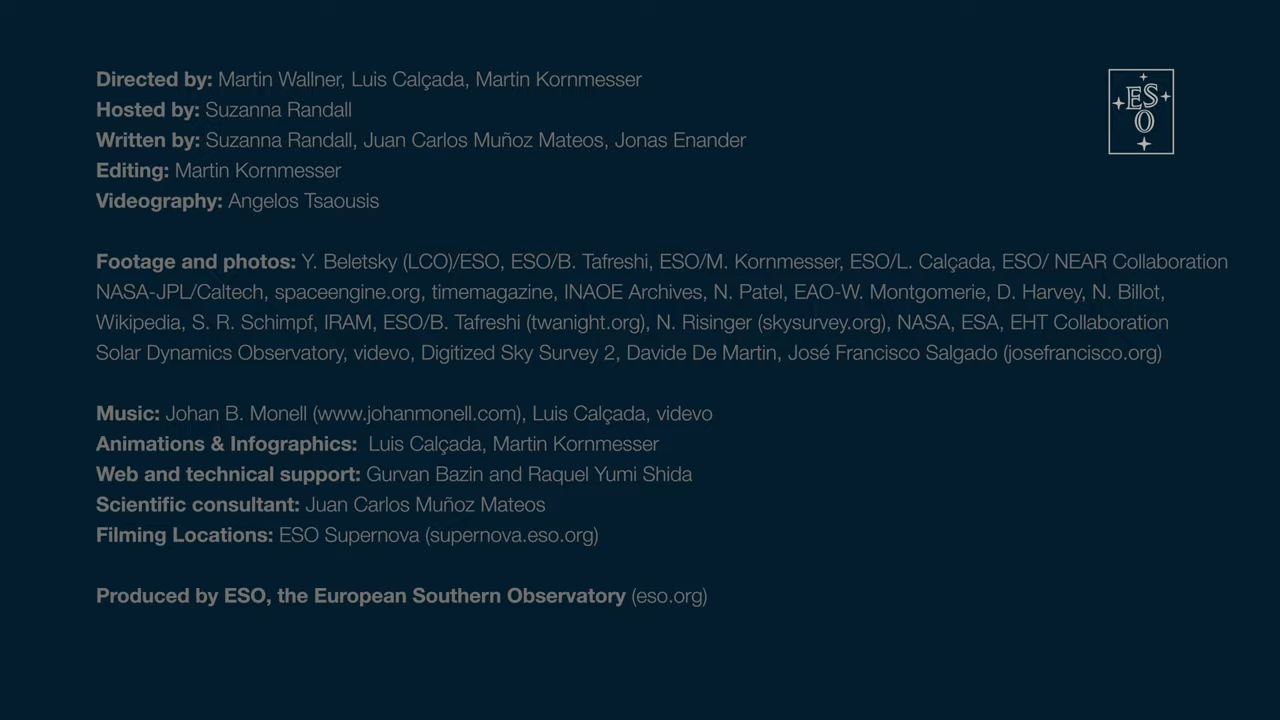 Directed by: Martin Wallner, Luis Calçada, Martin Kornmesser
Hosted by: Suzanna Randall
Written by: Suzanna Randall, Juan Carlos Muñoz Mateos, Jonas Enander
Editing: Martin Kornmesser
Videography: Angelos Tsaousis
ES
O
Footage and photos: Y. Beletsky (LCO)/ESO, ESO/B. Tafreshi, ESO/M. Kornmesser, ESO/L. Calçada, ESO/ NEAR Collaboration
NASA-JPL/Caltech, spaceengine.org, timemagazine, INAOE Archives, N. Patel, EAO-W. Montgomerie, D. Harvey, N. Billot,
Wikipedia, S. R. Schimpf, IRAM, ESO/B. Tafreshi (twanight.org), N. Risinger (skysurvey.org), NASA, ESA, EHT Collaboration
Solar Dynamics Observatory, videvo, Digitized Sky Survey 2, Davide De Martin, José Francisco Salgado (josefrancisco.org)
Music: Johan B. Monell (www.johanmonell.com), Luis Calçada, videvo
Animations & Infographics: Luis Calçada, Martin Kornmesser
Web and technical support: Gurvan Bazin and Raquel Yumi Shida
Scientific consultant: Juan Carlos Muñoz Mateos
Filming Locations: ESO Supernova (supernova.eso.org)
Produced by ESO, the European Southern Observatory (eso.org)